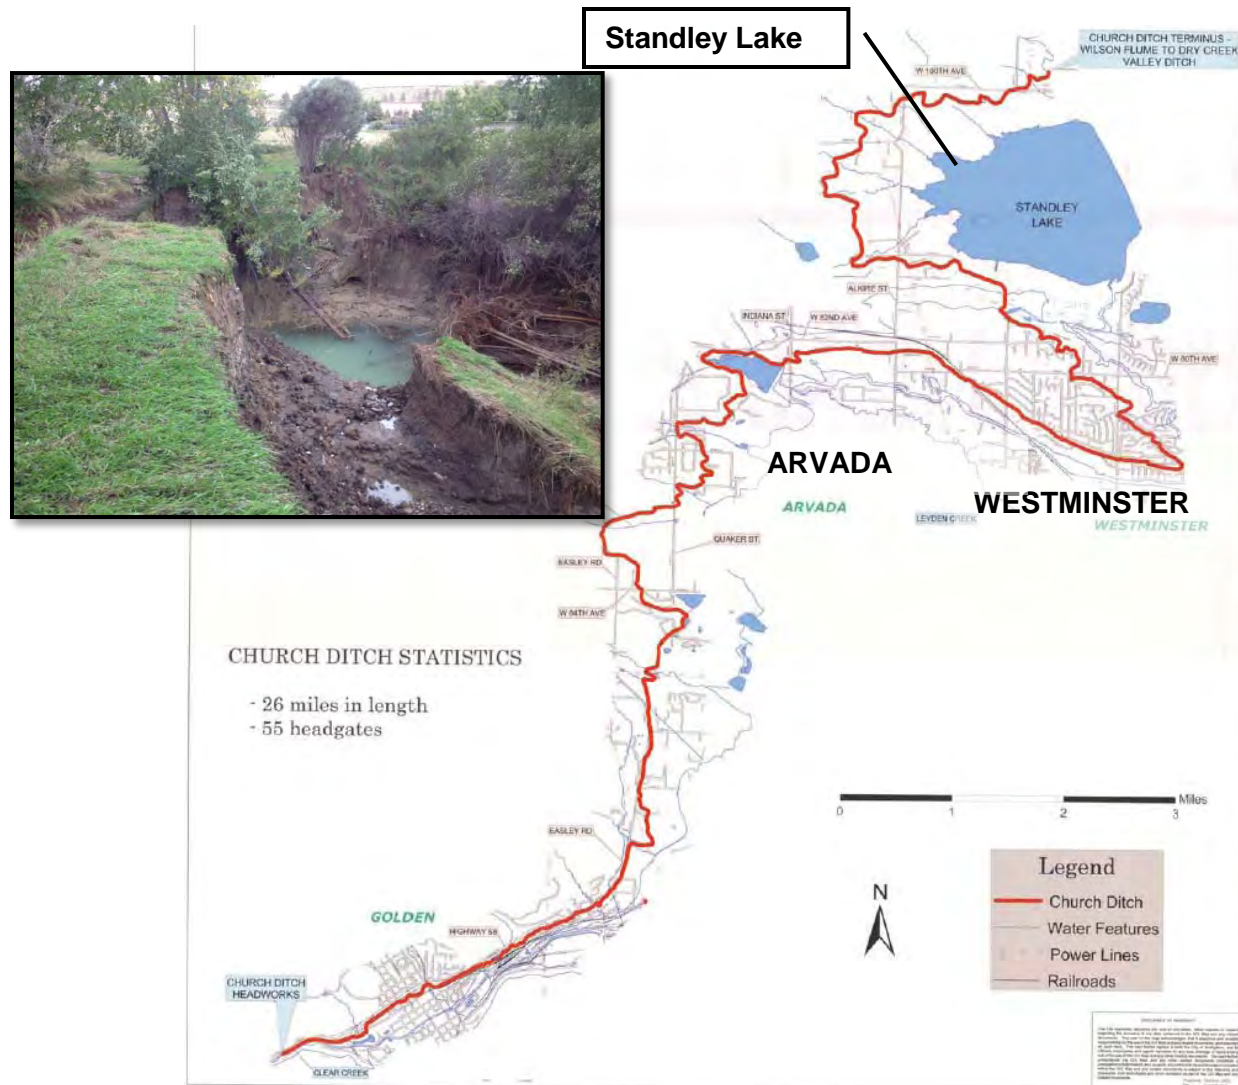 Standley Lake
CHURCH DITCH TERMINUS -
WILSON FLUME TO DRY CREEK
VALLEY DITCH
W 100TH AVE
STANDLEY
LAKE
ALKIRE ST
INDIANA ST
W 82ND AVE
W 80TH AVE
ARVADA
WESTMINSTER
ARVADA
LEYDEN CREEK
WESTMINSTER
QUAKER ST
EASLEY RD
W 64TH AVE
CHURCH DITCH STATISTICS
- 26 miles in length
- 55 headgates
Miles
0 1 2 3
EASLEY RD
Legend
Church Ditch
Water Features
Power Lines
Railroads
N
GOLDEN
HIGHWAY 58
CHURCH DITCH
HEADWORKS
CLEAR CREEK